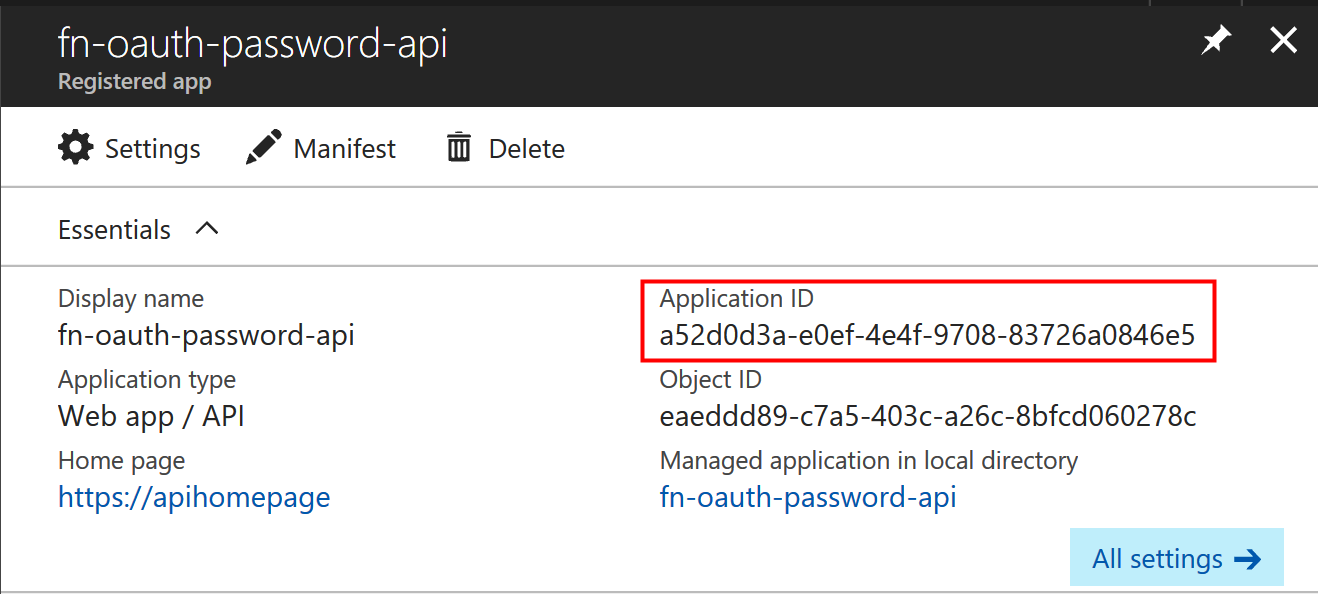 fn-oauth-password-api
Registered app
Settings
Manifest
Delete
Essentials
Display name
fn-oauth-password-api
Application type
Web app / API
Home page
https://apihomepage
Application ID
a52d0d3a-e0ef-4e4f-9708-83726a0846e5
Object ID
eaeddd89-c7a5-403c-a26c-8bfcd060278c
Managed application in local directory
fn-oauth-password-api
All settings